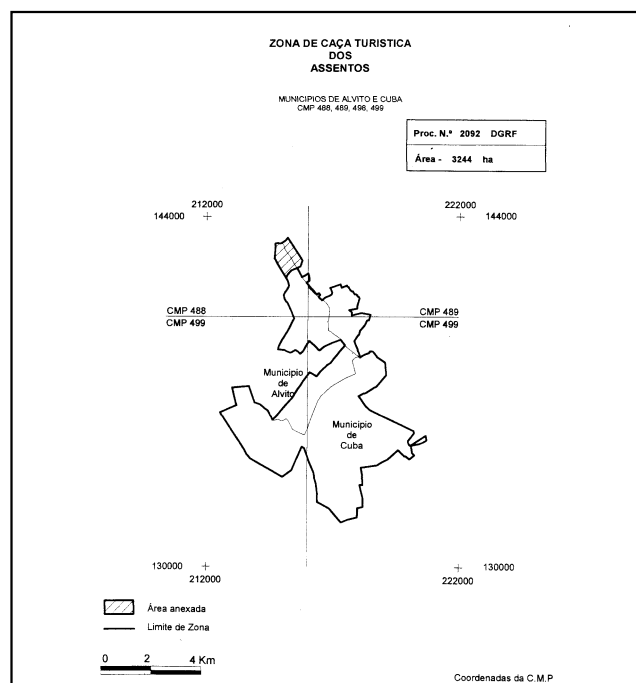 ZONA DE CAÇA TURISTICA
DOS
ASSENTOS
MUNICIPIOS DE ALVITO E CUBA
CMP 488, 489, 498, 499
Proc. N.º 2092 DGRF
Área - 3244 ha
212000
222000
144000
144000
CMP 488
CMP 489
CMP 499
CMP 499
Municipio
de
Alvito
Municipio
de
Cuba
130000
130000
212000
222000
Área anexada
Limite de Zona
0 2 4 Km
Coordenadas da C.M.P